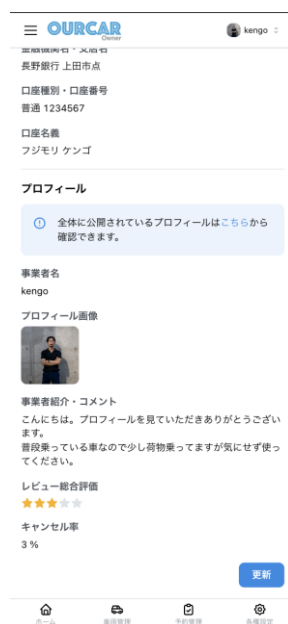 OURCAR
Owner
kengo
金融機関名・支店名
長野銀行 上田市点
口座種別・口座番号
普通 1234567
口座名義
フジモリ ケンゴ
プロフィール
全体に公開されているプロフィールはこちらから
確認できます。
事業者名
kengo
プロフィール画像
事業者紹介・コメント
こんにちは。プロフィールを見ていただきありがとうござい
ます。
普段乗っている車なので少し荷物乗ってますが気にせず使っ
てください。
レビュー総合評価
キャンセル率
3 %
更新
ホーム
車両管理
予約管理
各種設定